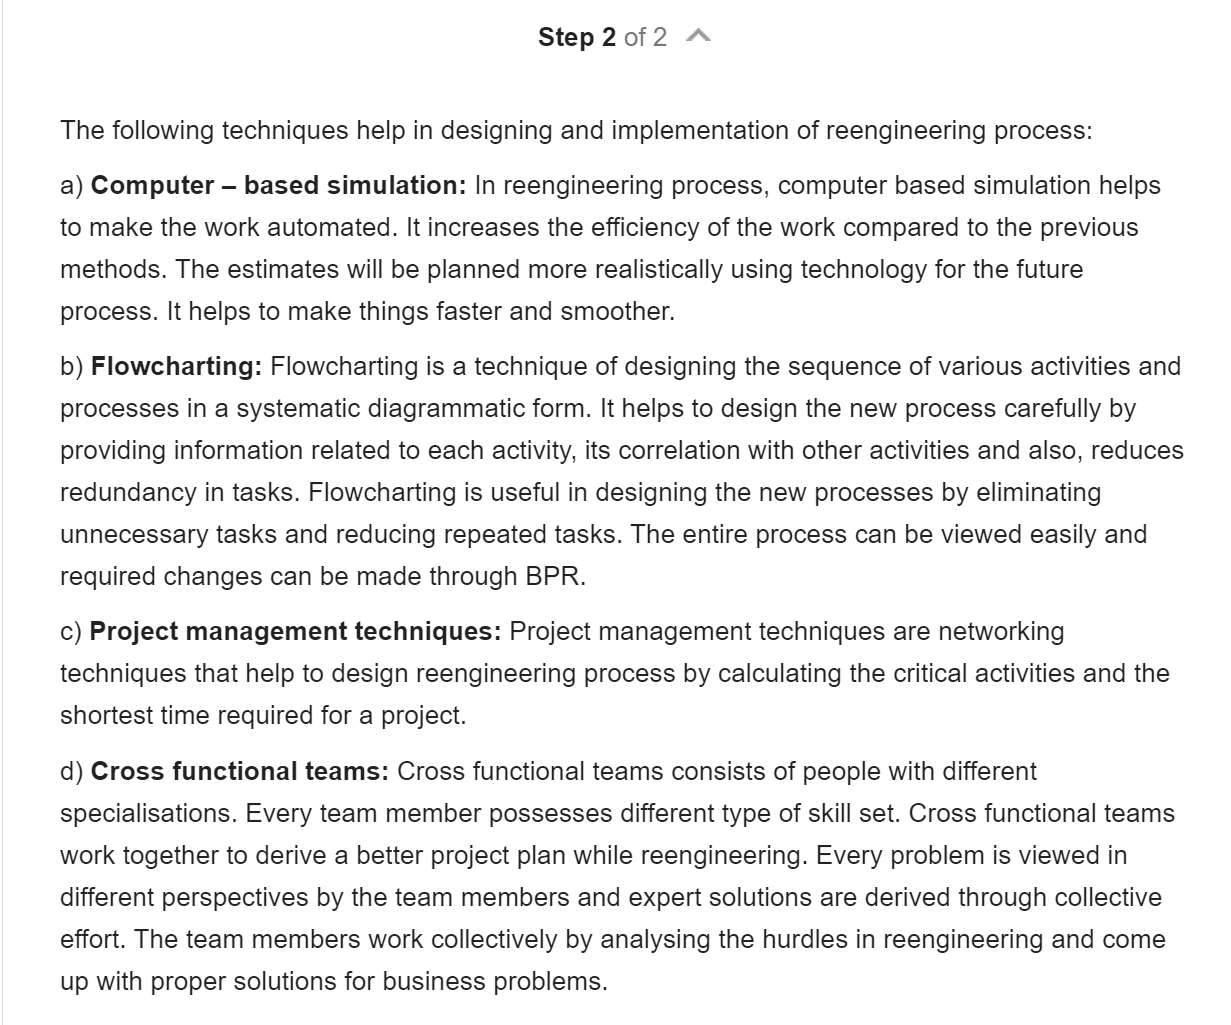 Step 2 of 2
The following techniques help in designing and implementation of reengineering process:
a) Computer – based simulation: In reengineering process, computer based simulation helps
to make the work automated. It increases the efficiency of the work compared to the previous
methods. The estimates will be planned more realistically using technology for the future
process. It helps to make things faster and smoother.
b) Flowcharting: Flowcharting is a technique of designing the sequence of various activities and
processes in a systematic diagrammatic form. It helps to design the new process carefully by
providing information related to each activity, its correlation with other activities and also, reduces
redundancy in tasks. Flowcharting is useful in designing the new processes by eliminating
unnecessary tasks and reducing repeated tasks. The entire process can be viewed easily and
required changes can be made through BPR.
c) Project management techniques: Project management techniques are networking
techniques that help to design reengineering process by calculating the critical activities and the
shortest time required for a project.
d) Cross functional teams: Cross functional teams consists of people with different
specialisations. Every team member possesses different type of skill set. Cross functional teams
work together to derive a better project plan while reengineering. Every problem is viewed in
different perspectives by the team members and expert solutions are derived through collective
effort. The team members work collectively by analysing the hurdles in reengineering and come
up with proper solutions for business problems.